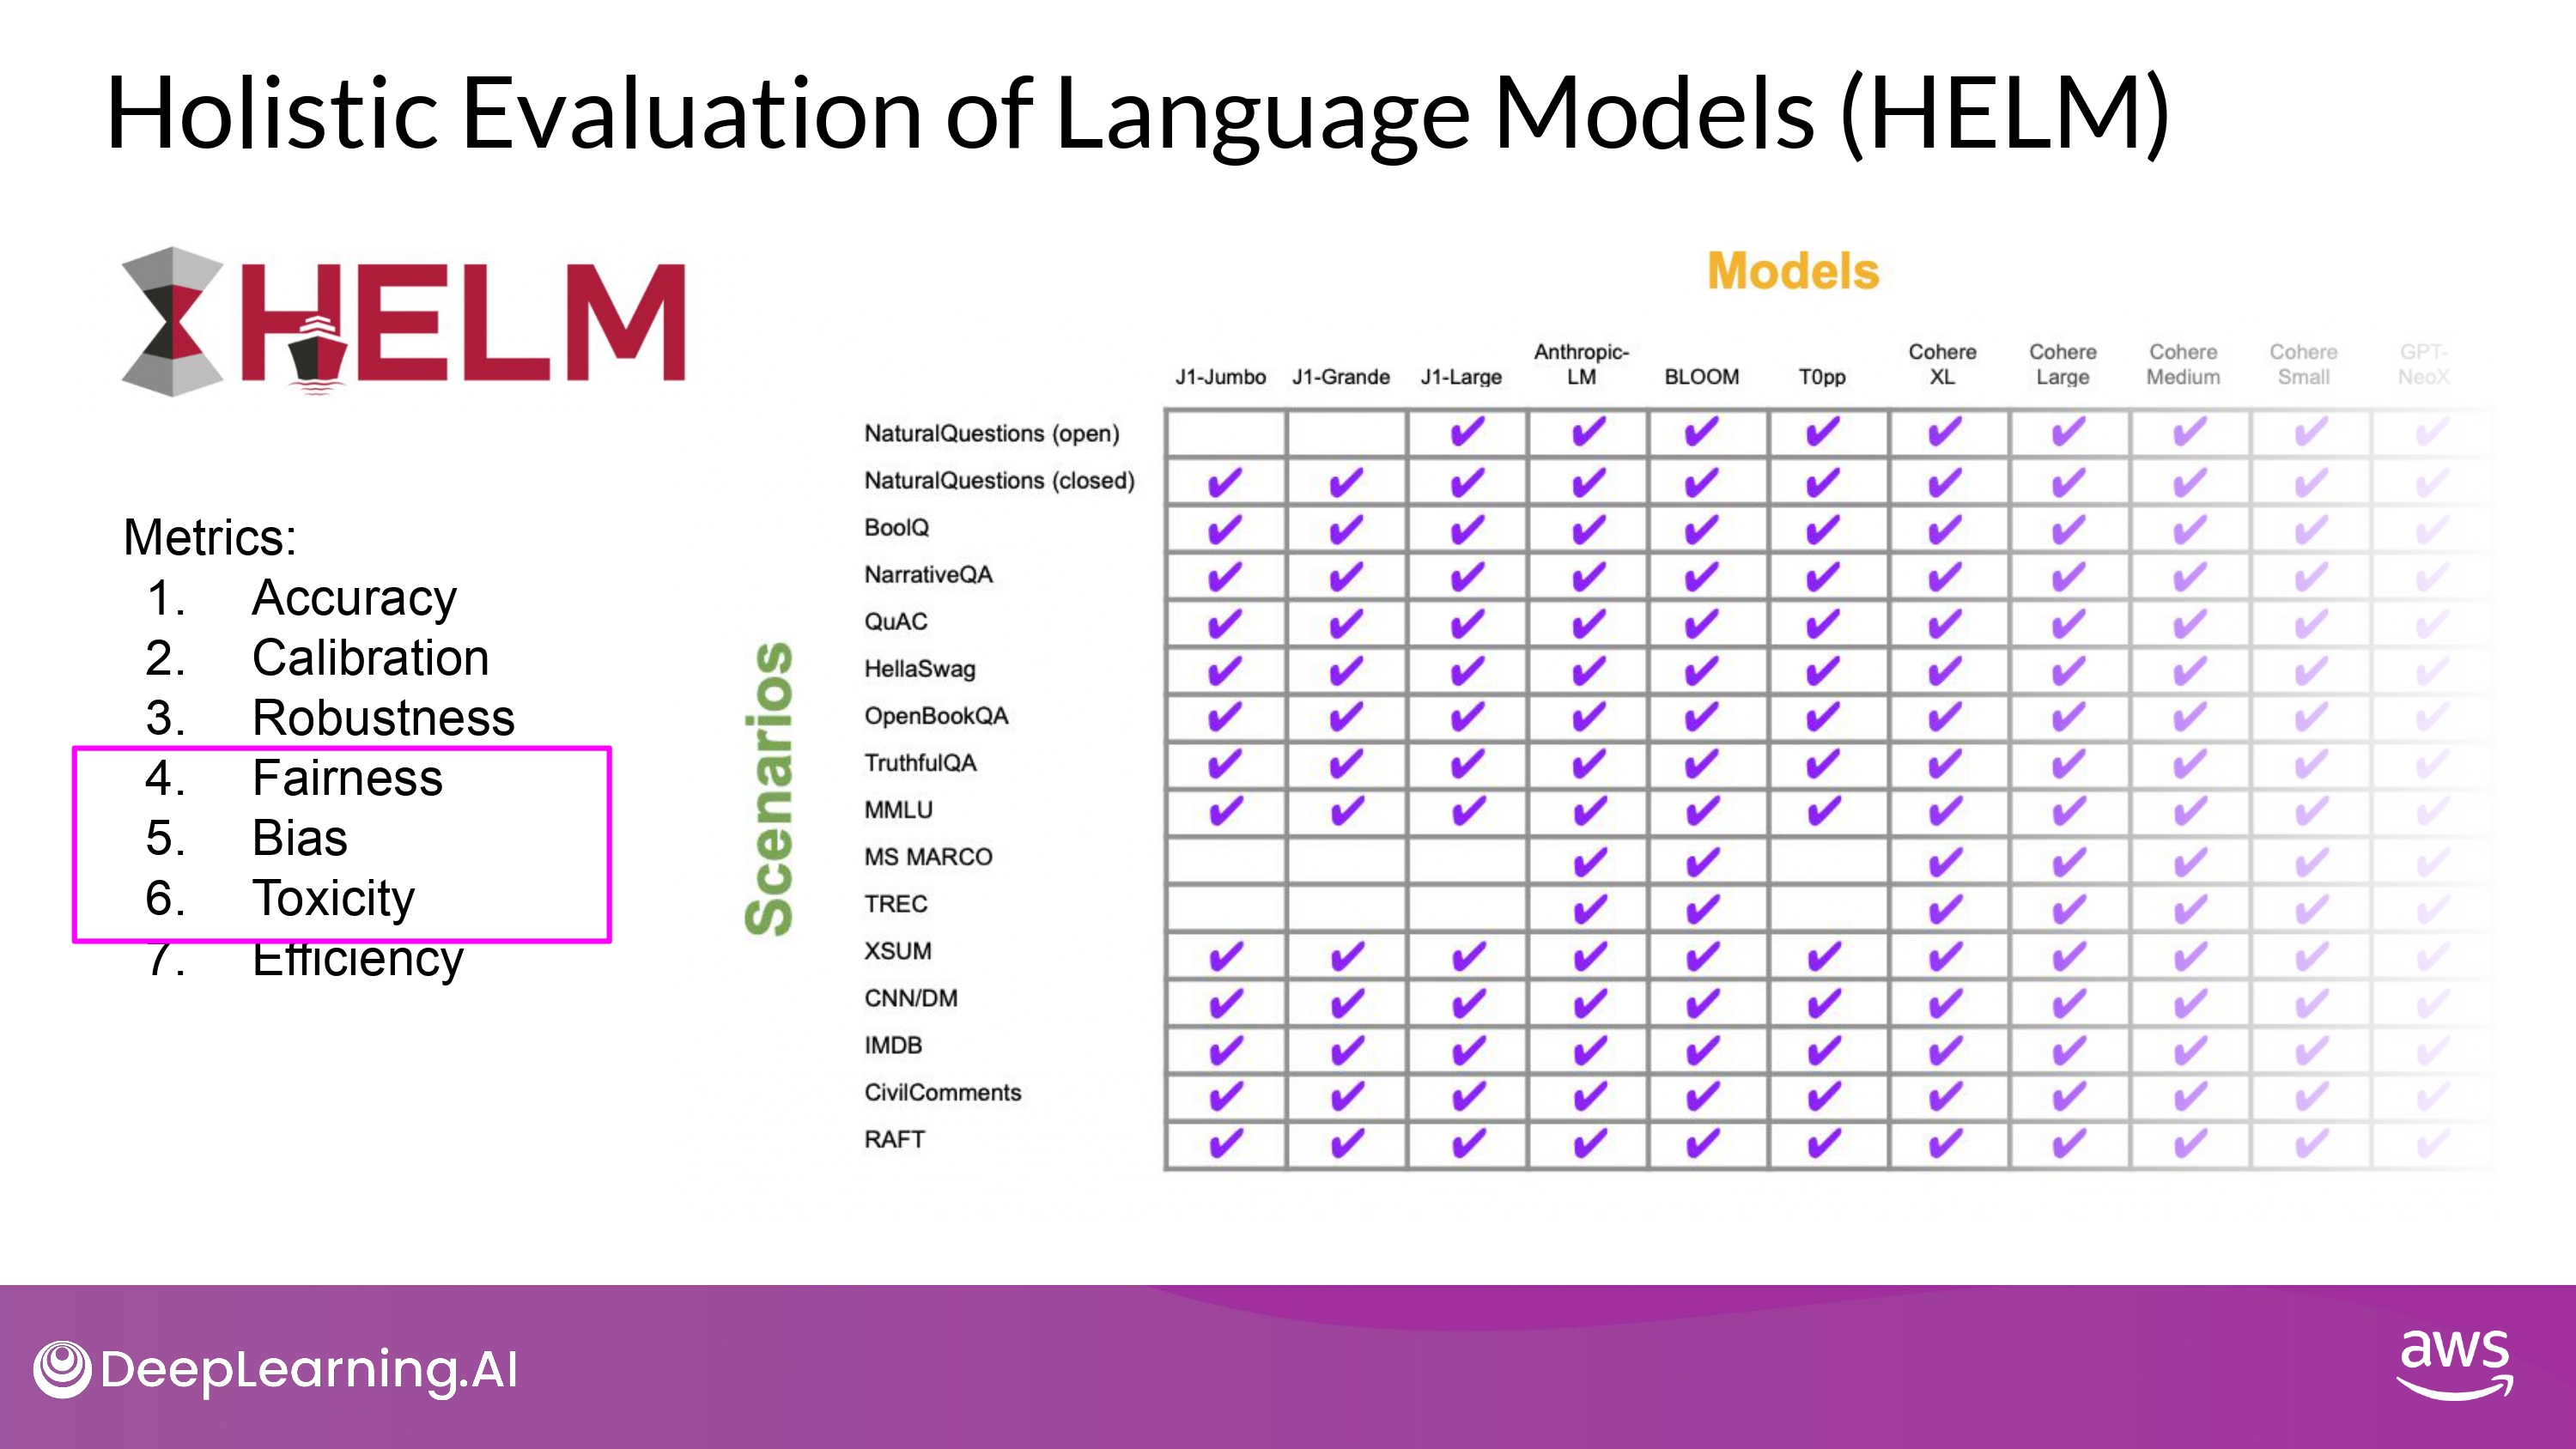 Holistic Evaluation of Language Models (HELM)
HELM
Metrics:
1. Accuracy
2. Calibration
3. Robustness
4. Fairness
5. Bias
6. Toxicity
7. Efficiency
Models
J1-Jumbo J1-Grande J1-Large Anthropic-LM BLOOM T0pp Cohere XL Cohere Large Cohere Medium Cohere Small GPT-NeoX
Scenarios
NaturalQuestions (open) ✔ ✔ ✔ ✔ ✔ ✔ ✔ ✔ ✔
NaturalQuestions (closed) ✔ ✔ ✔ ✔ ✔ ✔ ✔ ✔ ✔ ✔ ✔
BoolQ ✔ ✔ ✔ ✔ ✔ ✔ ✔ ✔ ✔ ✔ ✔
NarrativeQA ✔ ✔ ✔ ✔ ✔ ✔ ✔ ✔ ✔ ✔ ✔
QuAC ✔ ✔ ✔ ✔ ✔ ✔ ✔ ✔ ✔ ✔ ✔
HellaSwag ✔ ✔ ✔ ✔ ✔ ✔ ✔ ✔ ✔ ✔ ✔
OpenBookQA ✔ ✔ ✔ ✔ ✔ ✔ ✔ ✔ ✔ ✔ ✔
TruthfulQA ✔ ✔ ✔ ✔ ✔ ✔ ✔ ✔ ✔ ✔ ✔
MMLU ✔ ✔ ✔ ✔ ✔ ✔ ✔ ✔ ✔ ✔ ✔
MS MARCO ✔ ✔ ✔ ✔ ✔ ✔ ✔
TREC ✔ ✔ ✔ ✔ ✔ ✔ ✔
XSUM ✔ ✔ ✔ ✔ ✔ ✔ ✔ ✔ ✔ ✔ ✔
CNN/DM ✔ ✔ ✔ ✔ ✔ ✔ ✔ ✔ ✔ ✔ ✔
IMDB ✔ ✔ ✔ ✔ ✔ ✔ ✔ ✔ ✔ ✔ ✔
CivilComments ✔ ✔ ✔ ✔ ✔ ✔ ✔ ✔ ✔ ✔ ✔
RAFT ✔ ✔ ✔ ✔ ✔ ✔ ✔ ✔ ✔ ✔ ✔
DeepLearning.AI
aws